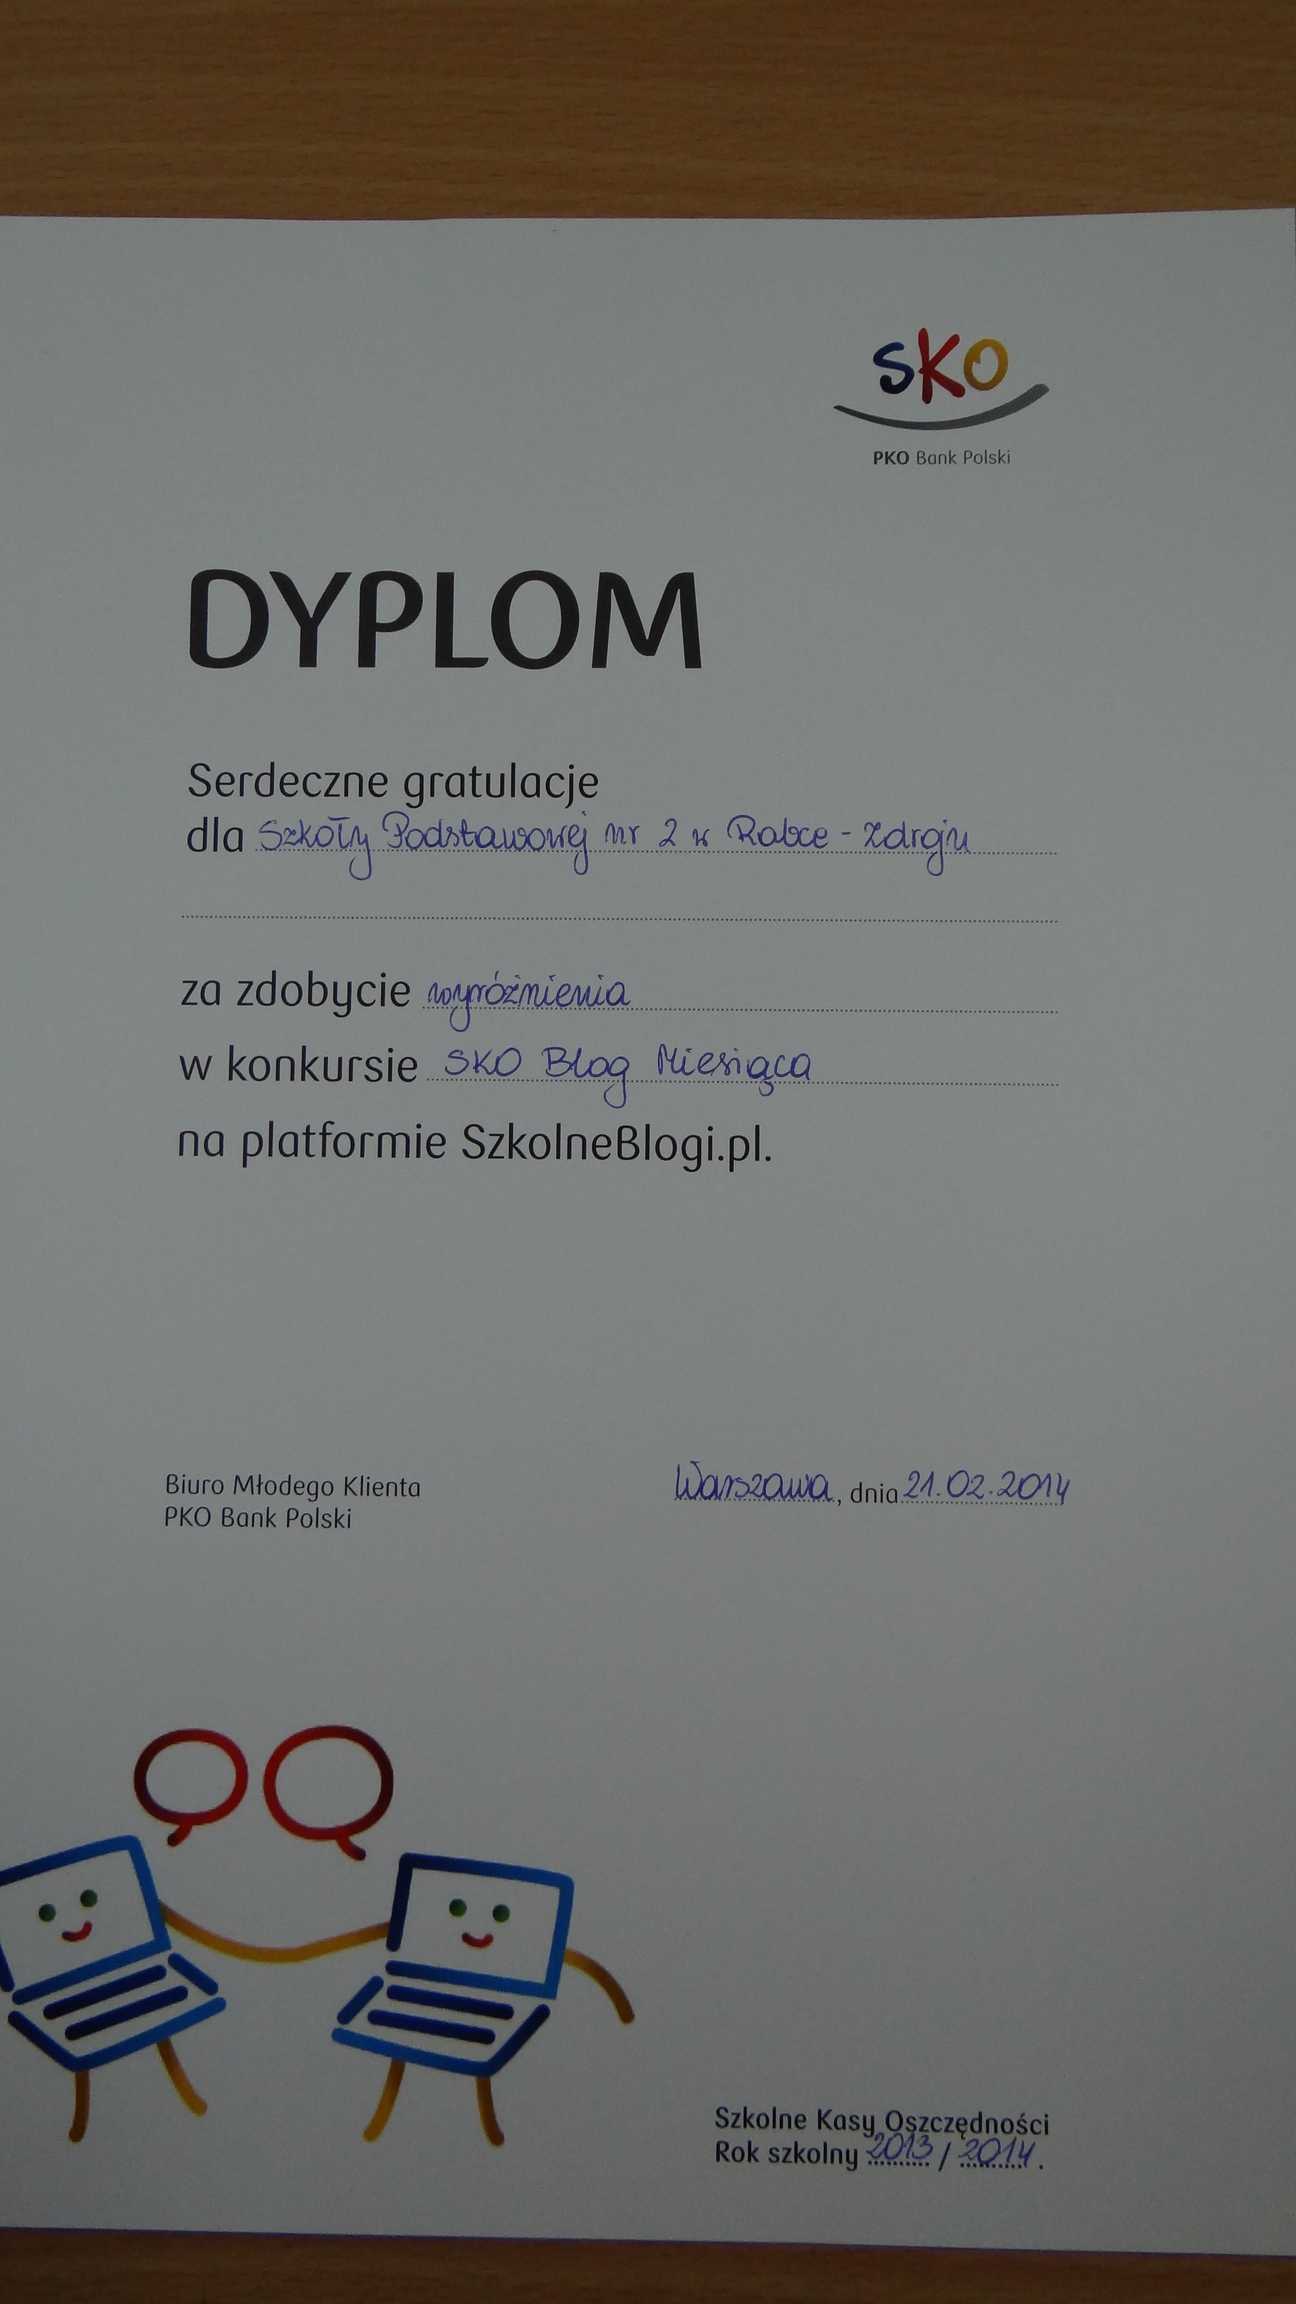 SKO
PKO Bank Polski
DYPLOM
Serdeczne gratulacje
dla Szkoły Podstawowej nr 2 w Rabce - Zdroju
za zdobycie wyróżnienia
w konkursie SKO Blog Miesiąca
na platformie SzkolneBlogi.pl.
Biuro Młodego Klienta
PKO Bank Polski
Warszawa, dnia 21.02.2014
Szkolne Kasy Oszczędności
Rok szkolny 2013 / 2014.